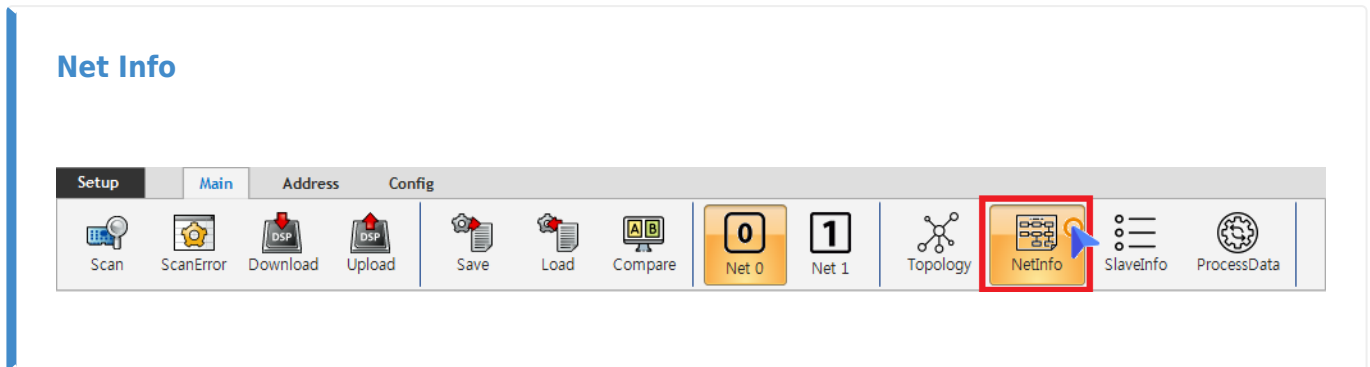 Net Info
Setup Main Address Config
DSP DSP A B 0 1
Scan ScanError Download Upload Save Load Compare Net 0 Net 1 Topology NetInfo SlaveInfo ProcessData